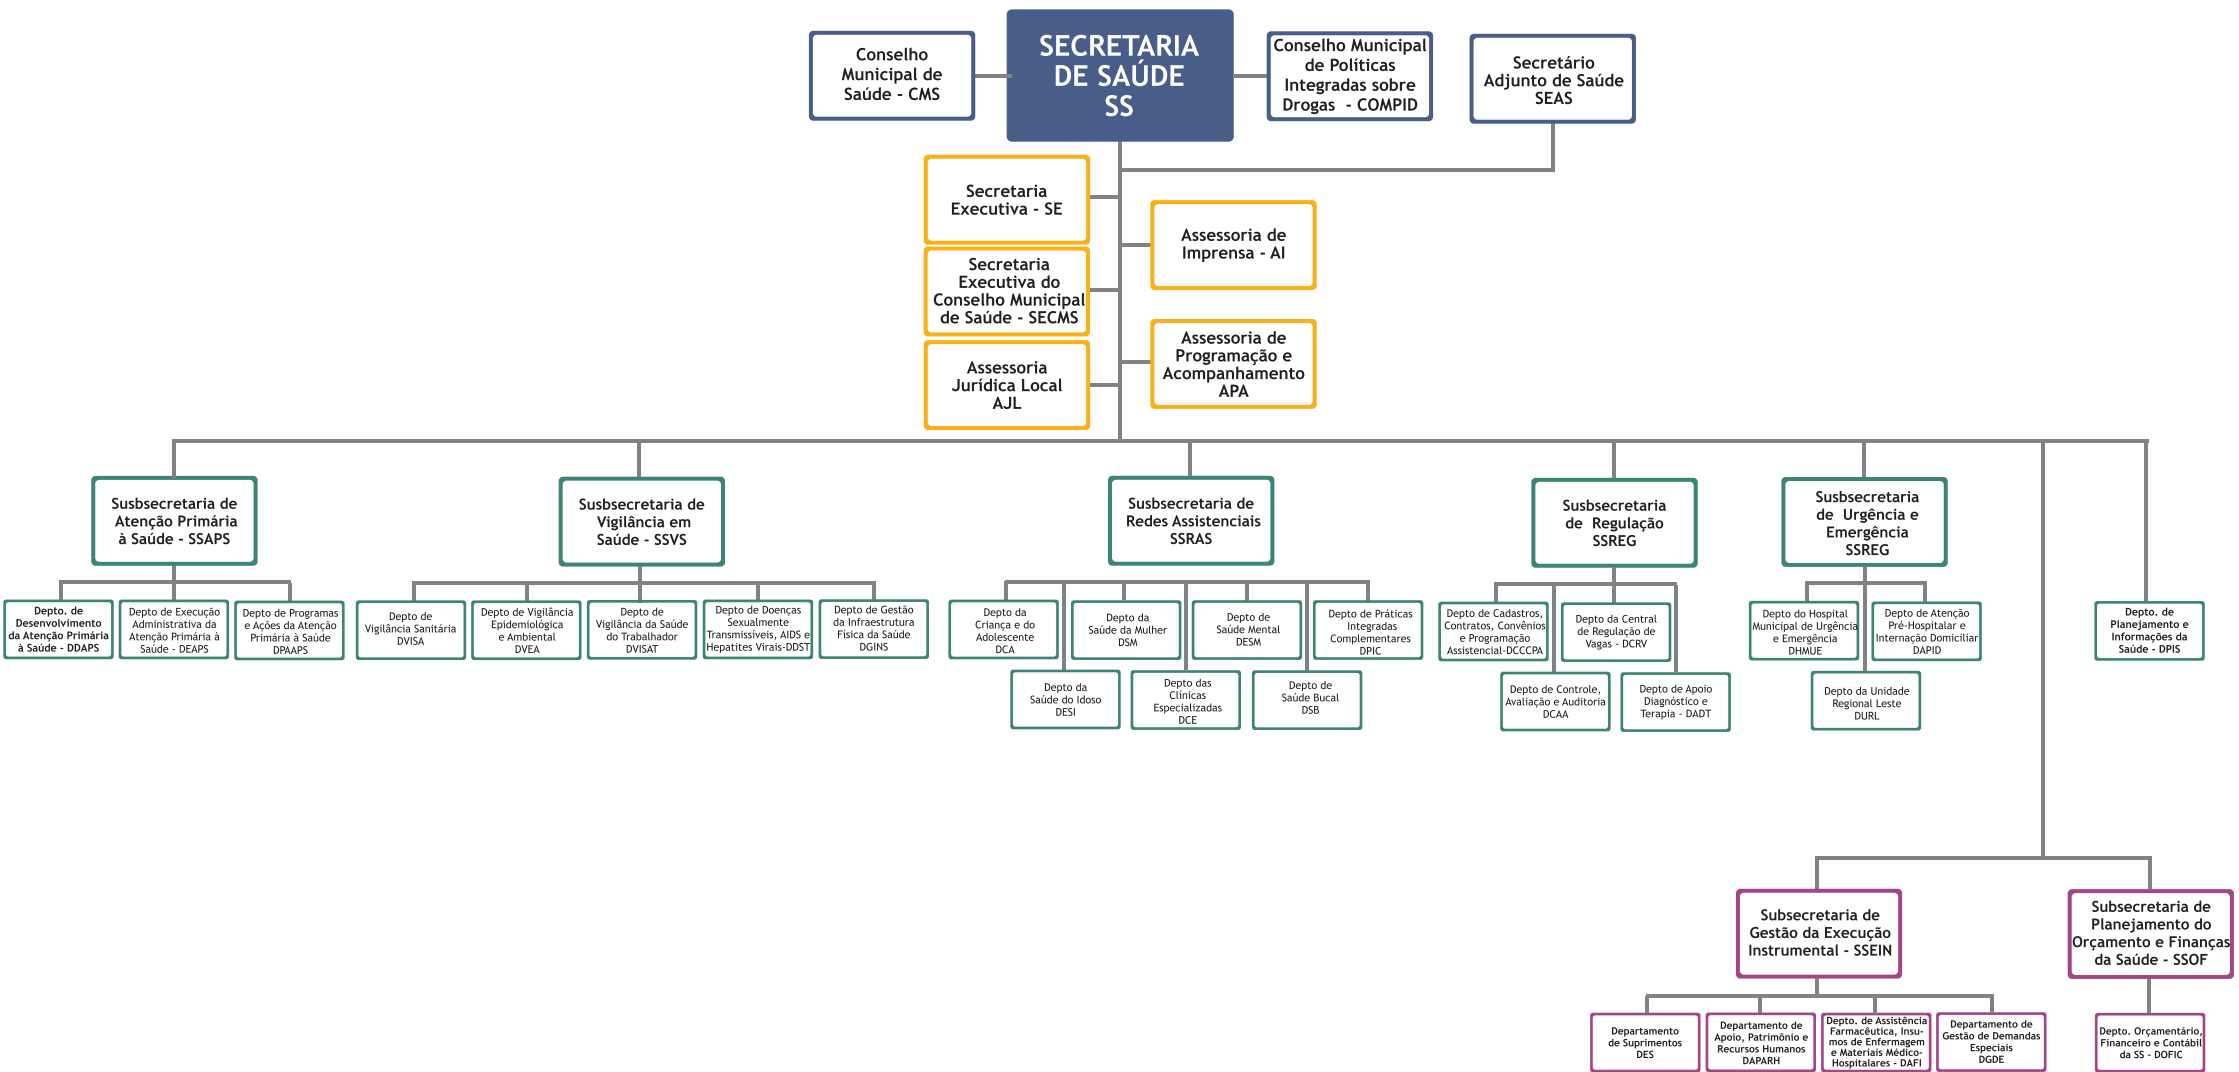 Conselho
Municipal de
Saúde - CMS
SECRETARIA
DE SAÚDE
SS
Conselho Municipal
de Políticas
Integradas sobre
Drogas - COMPID
Secretário
Adjunto de Saúde
SEAS
Secretaria
Executiva - SE
Assessoria de
Imprensa - AI
Secretaria
Executiva do
Conselho Municipal
de Saúde - SECMS
Assessoria de
Programação e
Acompanhamento
APA
Assessoria
Jurídica Local
AJL
Susbsecretaria de
Atenção Primária
à Saúde - SSAPS
Susbsecretaria de
Vigilância em
Saúde - SSVS
Susbsecretaria de
Redes Assistenciais
SSRAS
Susbsecretaria
de Regulação
SSREG
Susbsecretaria
de Urgência e
Emergência
SSREG
Depto. de
Desenvolvimento
da Atenção Primária
à Saúde - DDAPS
Depto de Execução
Administrativa da
Atenção Primária à
Saúde - DEAPS
Depto de Programas
e Ações da Atenção
Primária à Saúde
DPAAPS
Depto de
Vigilância Sanitária
DVISA
Depto de Vigilância
Epidemiológica
e Ambiental
DVEA
Depto de
Vigilância da Saúde
do Trabalhador
DVISAT
Depto de Doenças
Sexualmente
Transmissíveis, AIDS e
Hepatites Virais-DDST
Depto de Gestão
da Infraestrutura
Física da Saúde
DGINS
Depto da
Criança e do
Adolescente
DCA
Depto da
Saúde da Mulher
DSM
Depto de
Saúde Mental
DESM
Depto de Práticas
Integradas
Complementares
DPIC
Depto da
Saúde do Idoso
DESI
Depto das
Clínicas
Especializadas
DCE
Depto de
Saúde Bucal
DSB
Depto de Cadastros,
Contratos, Convênios
e Programação
Assistencial-DCCCPA
Depto da Central
de Regulação de
Vagas - DCRV
Depto de Controle,
Avaliação e Auditoria
DCAA
Depto de Apoio
Diagnóstico e
Terapia - DADT
Depto do Hospital
Municipal de Urgência
e Emergência
DHMUE
Depto de Atenção
Pré-Hospitalar e
Internação Domiciliar
DAPID
Depto da Unidade
Regional Leste
DURL
Depto. de
Planejamento e
Informações da
Saúde - DPIS
Subsecretaria de
Gestão da Execução
Instrumental - SSEIN
Subsecretaria de
Planejamento do
Orçamento e Finanças
da Saúde - SSOF
Departamento
de Suprimentos
DES
Departamento de
Apoio, Patrimônio e
Recursos Humanos
DAPARH
Depto. de Assistência
Farmacêutica, Insu-
mos de Enfermagem
e Materiais Médico-
Hospitalares - DAFI
Departamento de
Gestão de Demandas
Especiais
DGDE
Depto. Orçamentário,
Financeiro e Contábil
da SS - DOFIC